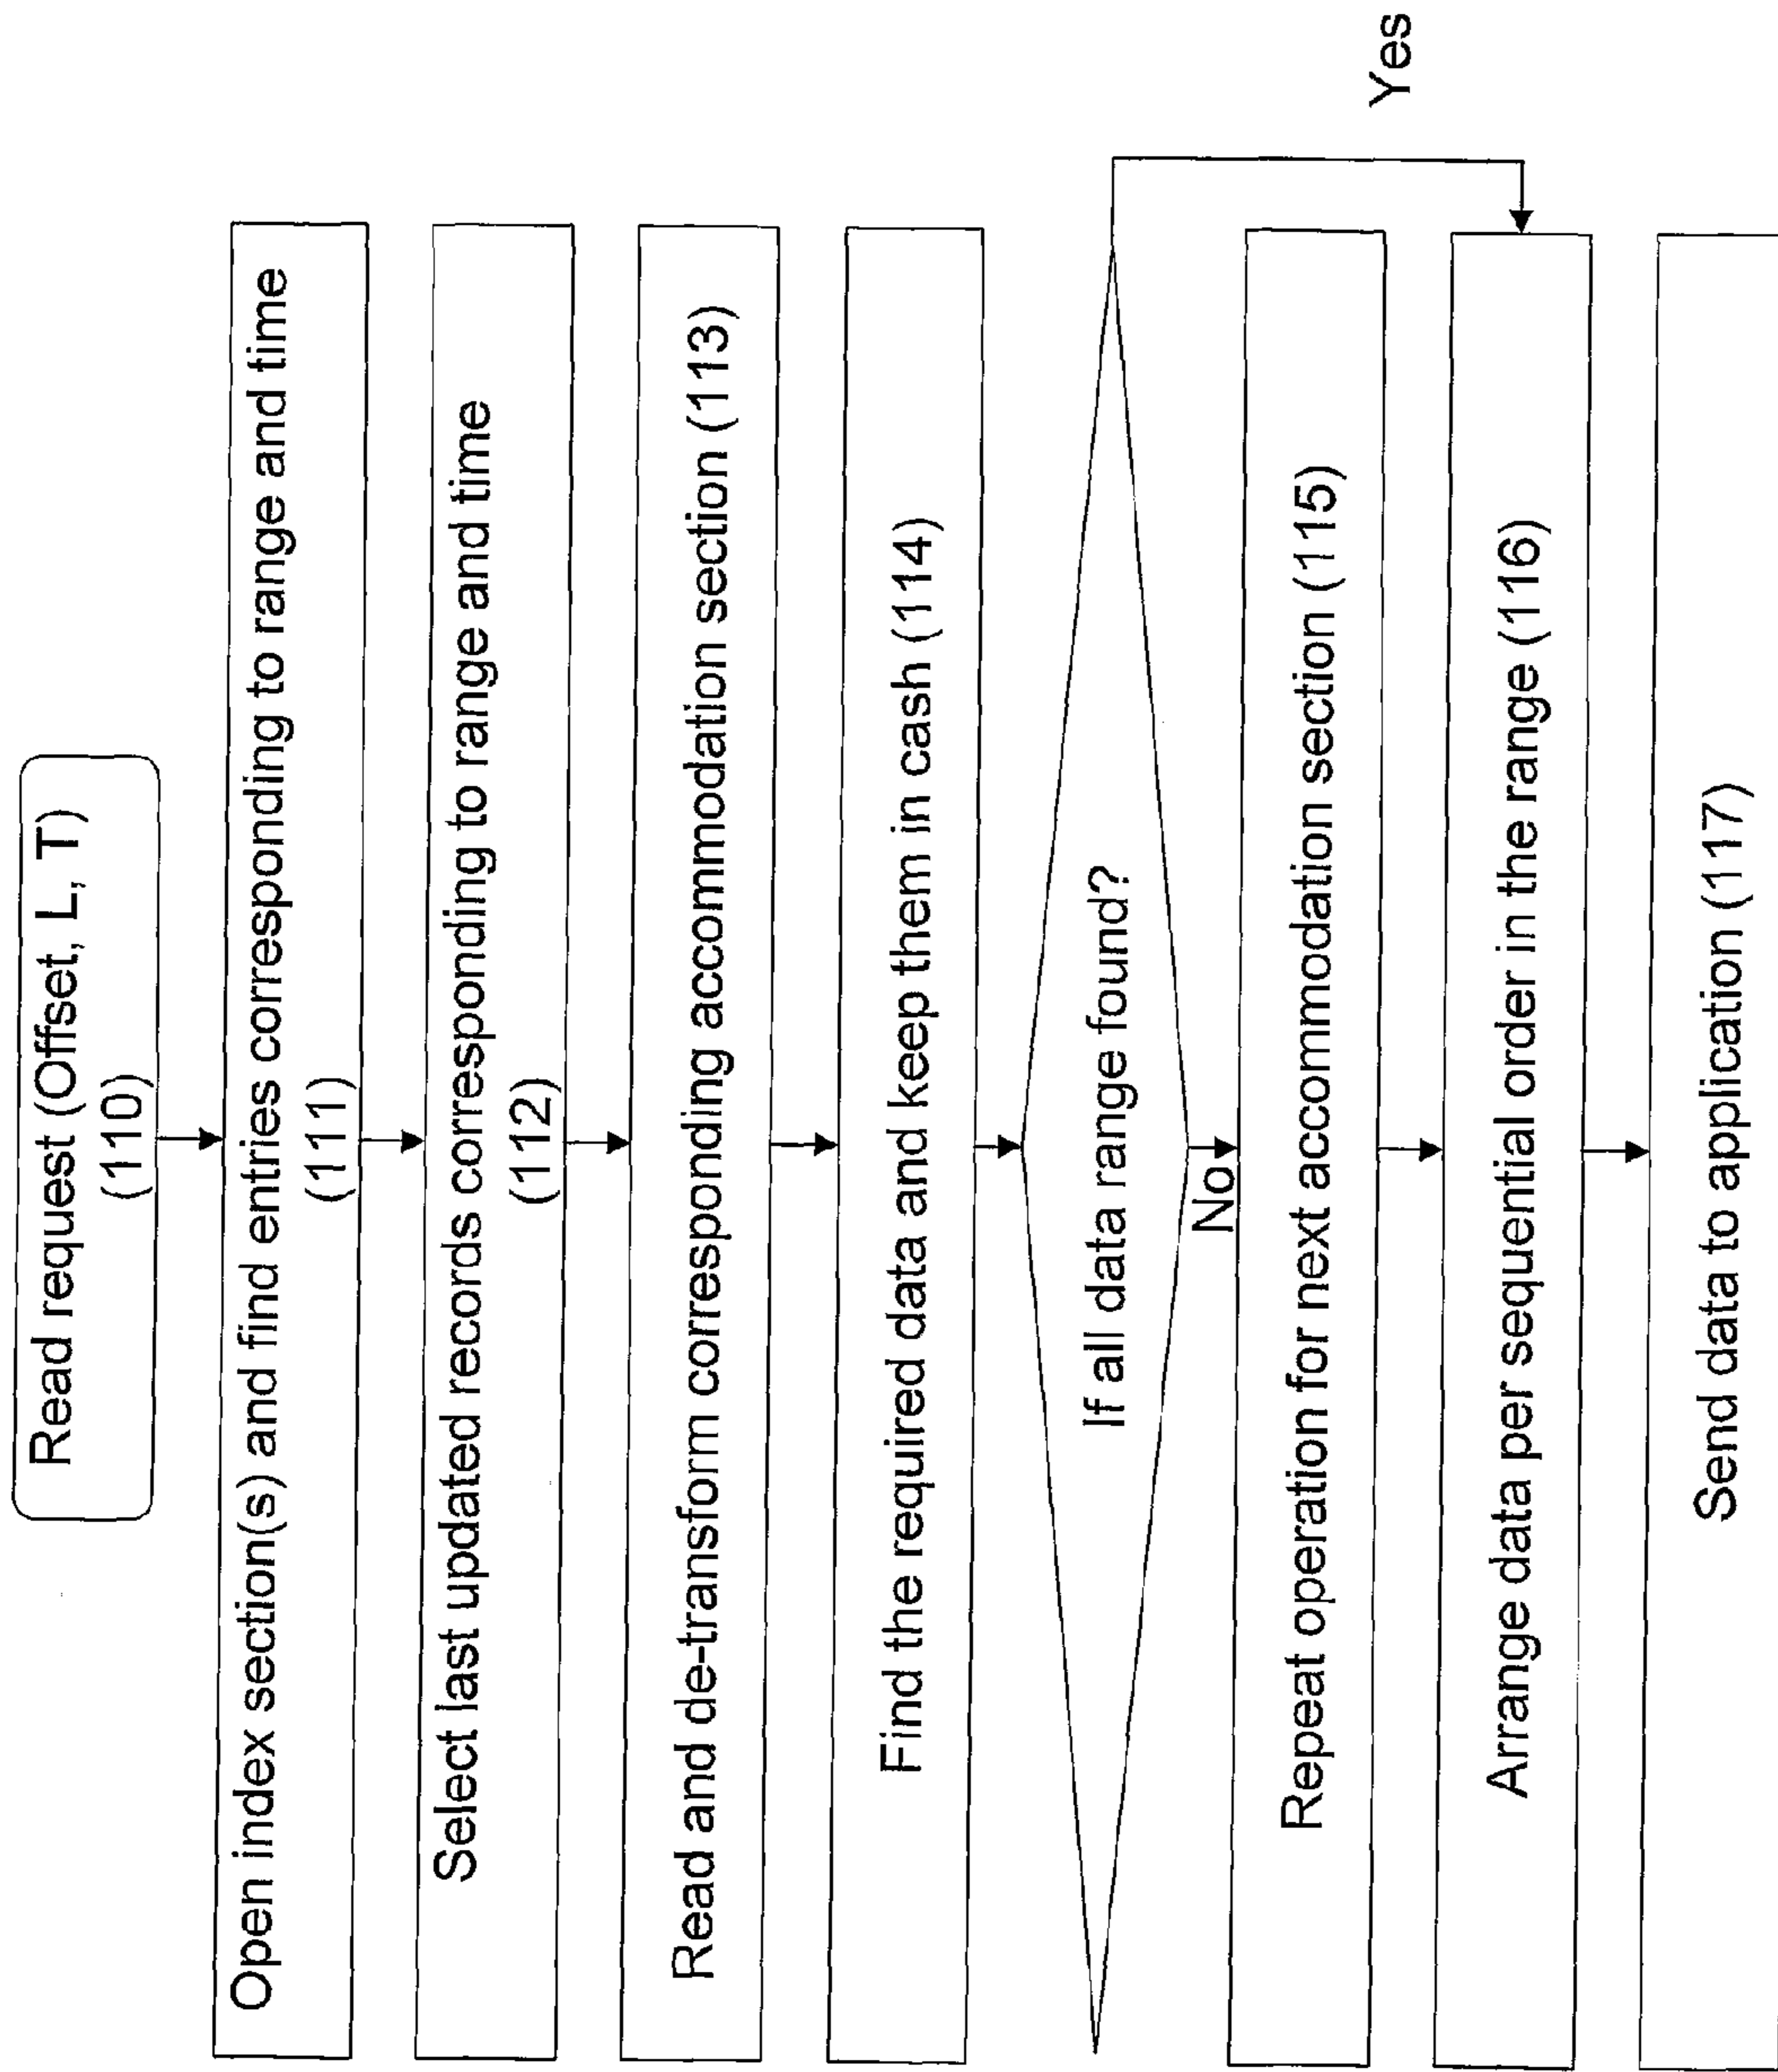 Read request (Offset, L, T)
(110)
Open index section(s) and find entries corresponding to range and time
(111)
Select last updated records corresponding to range and time
(112)
Read and de-transform corresponding accommodation section (113)
Find the required data and keep them in cash (114)
If all data range found?
Yes
No
Repeat operation for next accommodation section (115)
Arrange data per sequential order in the range (116)
Send data to application (117)